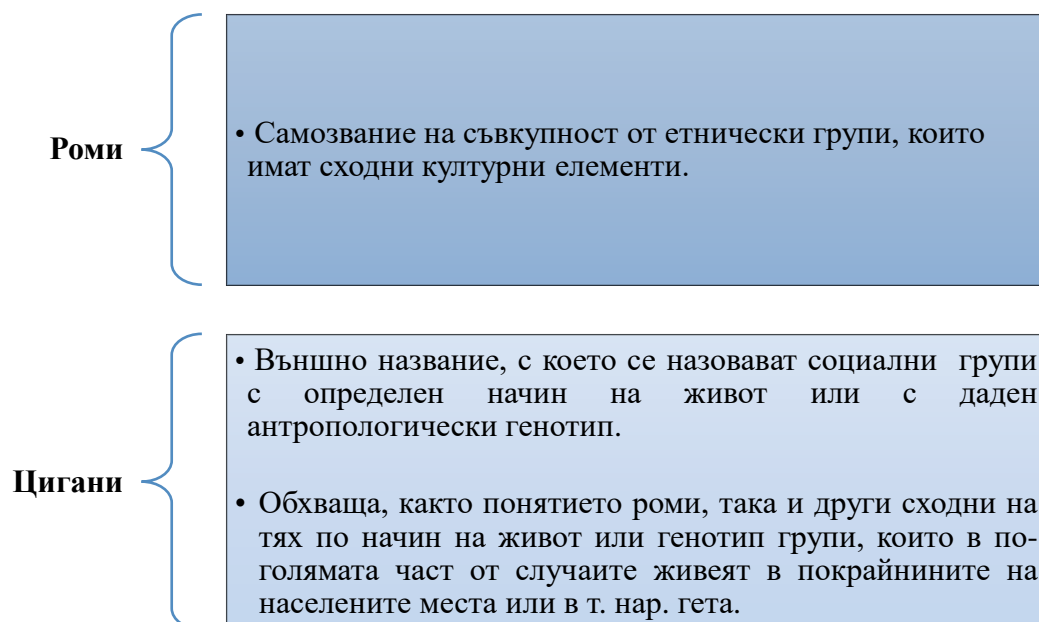 Роми
• Самозвание на съвкупност от етнически групи, които
имат сходни културни елементи.
Цигани
• Външно название, с което се назовават социални групи
с определен начин на живот или с даден
антропологически генотип.
• Обхваща, както понятието роми, така и други сходни на
тях по начин на живот или генотип групи, които в по-
голямата част от случаите живеят в покрайнините на
населените места или в т. нар. гета.